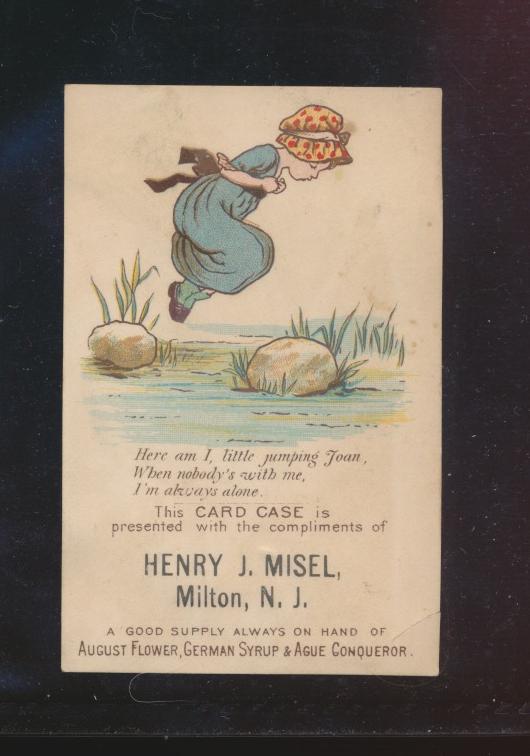 Here am I, little jumping Joan,
When nobody's with me,
I'm always alone.
This CARD CASE is
presented with the compliments of
HENRY J. MISEL,
Milton, N. J.
A GOOD SUPPLY ALWAYS ON HAND OF
AUGUST FLOWER, GERMAN SYRUP & AGUE CONQUEROR.